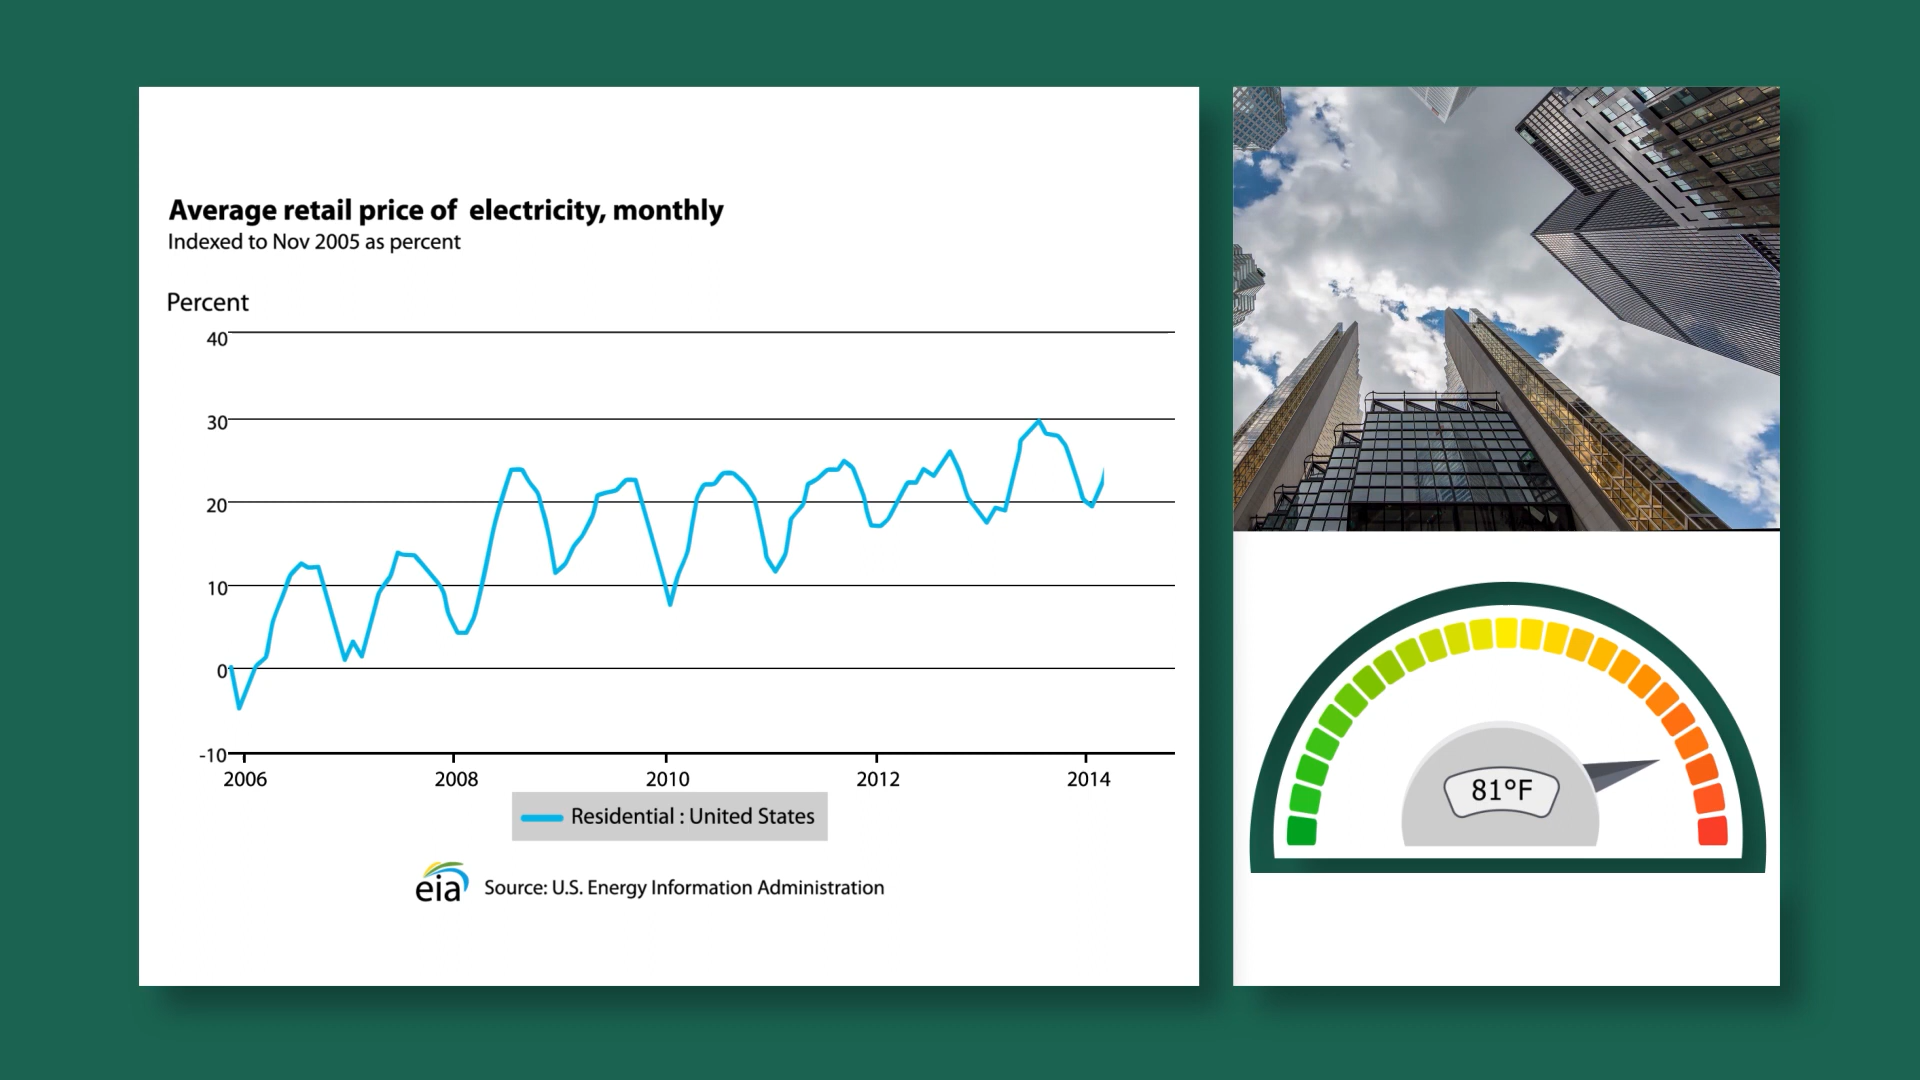 Average retail price of electricity, monthly
Indexed to Nov 2005 as percent
Percent
40
30
20
10
0
-10
2006 2008 2010 2012 2014
Residential : United States
eia Source: U.S. Energy Information Administration
81°F